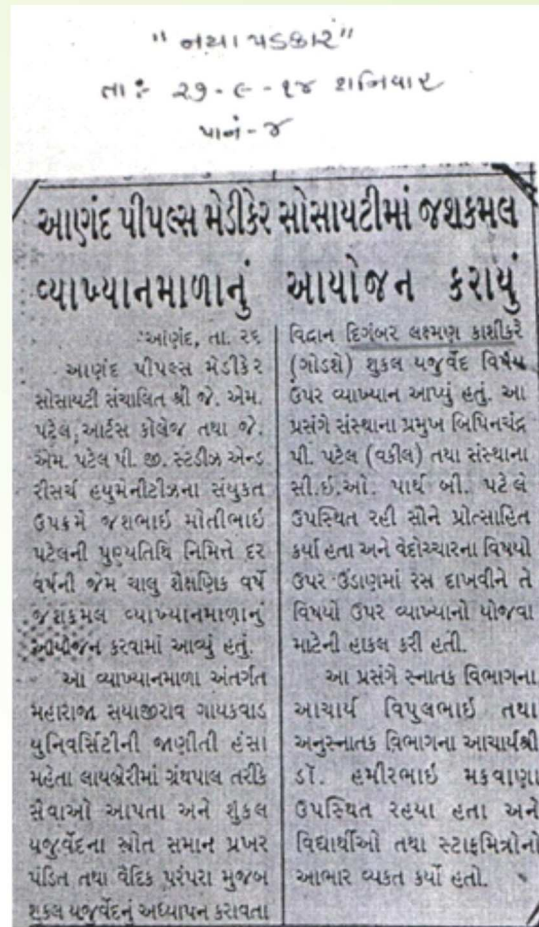 "નયા પડકાર"
તા: ૨૭-૯-૧૪ શનિવાર
પાનં-૪
આણંદ પીપલ્સ મેડીકેર સોસાયટીમાં જશકમલ
વ્યાખ્યાનમાળાનું આયોજન કરાયું
આણંદ, તા. ૨૬
આણંદ પીપલ્સ મેડીકેર
સોસાયટી સંચાલિત શ્રી જે. એમ.
પટેલ આર્ટસ કોલેજ તથા જે.
એમ. પટેલ પી. જી. સ્ટડીઝ એન્ડ
રીસર્ચ હયુમેનીટીઝના સંયુકત
ઉપક્રમે જશભાઇ મોતીભાઇ
પટેલની પુણ્યતિથિ નિમિત્તે દર
વર્ષની જેમ ચાલુ શૈક્ષણિક વર્ષે
જશકમલ વ્યાખ્યાનમાળાનું
આયોજન કરવામાં આવ્યું હતું.
આ વ્યાખ્યાનમાળા અંતર્ગત
મહારાજા સયાજીરાવ ગાયકવાડ
યુનિવર્સિટીની જાણીતી હંસા
મહેતા લાયબ્રેરીમાં ગ્રંથપાલ તરીકે
સેવાઓ આપતા અને શુકલ
યજુર્વેદના સ્રોત સમાન પ્રખર
પંડિત તથા વૈદિક પરંપરા મુજબ
શુકલ યજુર્વેદનું અધ્યાપન કરાવતા
વિદ્વાન દિગંબર લક્ષ્મણ કાશીકરે
(ગોડશે) શુકલ યજુર્વેદ વિષય
ઉપર વ્યાખ્યાન આપ્યું હતું. આ
પ્રસંગે સંસ્થાના પ્રમુખ બિપિનચંદ્ર
પી. પટેલ (વકીલ) તથા સંસ્થાના
સી.ઇ.ઓ. પાર્થ બી. પટેલે
ઉપસ્થિત રહી સૌને પ્રોત્સાહિત
કર્યા હતા અને વેદોચ્ચારના વિષયો
ઉપર ઉંડાણમાં રસ દાખવીને તે
વિષયો ઉપર વ્યાખ્યાનો યોજવા
માટેની હાકલ કરી હતી.
આ પ્રસંગે સ્નાતક વિભાગના
આચાર્ય વિપુલભાઇ તથા
અનુસ્નાતક વિભાગના આચાર્યશ્રી
ડૉ. હમીરભાઇ મકવાણા
ઉપસ્થિત રહયા હતા અને
વિદ્યાર્થીઓ તથા સ્ટાફમિત્રોનો
આભાર વ્યકત કર્યો હતો.